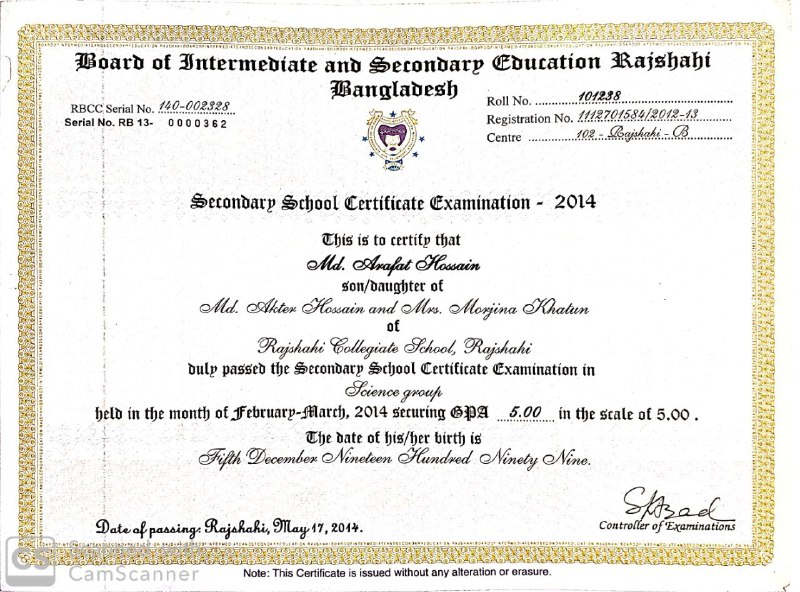 Board of Intermediate and Secondary Education Rajshahi
Bangladesh
RBCC Serial No. 140-002328
Serial No. RB 13- 0000362
Roll No. 101238
Registration No. 1112701584/2012-13
Centre 102 - Rajshahi - B
Secondary School Certificate Examination - 2014
This is to certify that
Md. Arafat Hossain
son/daughter of
Md. Akter Hossain and Mrs. Morjina Khatun
of
Rajshahi Collegiate School, Rajshahi
duly passed the Secondary School Certificate Examination in
Science group
held in the month of February-March, 2014 securing GPA 5.00 in the scale of 5.00 .
The date of his/her birth is
Fifth December Nineteen Hundred Ninety Nine.
SKAzad
Controller of Examinations
Date of passing: Rajshahi, May 17, 2014.
CS
Scanned with
CamScanner
Note: This Certificate is issued without any alteration or erasure.